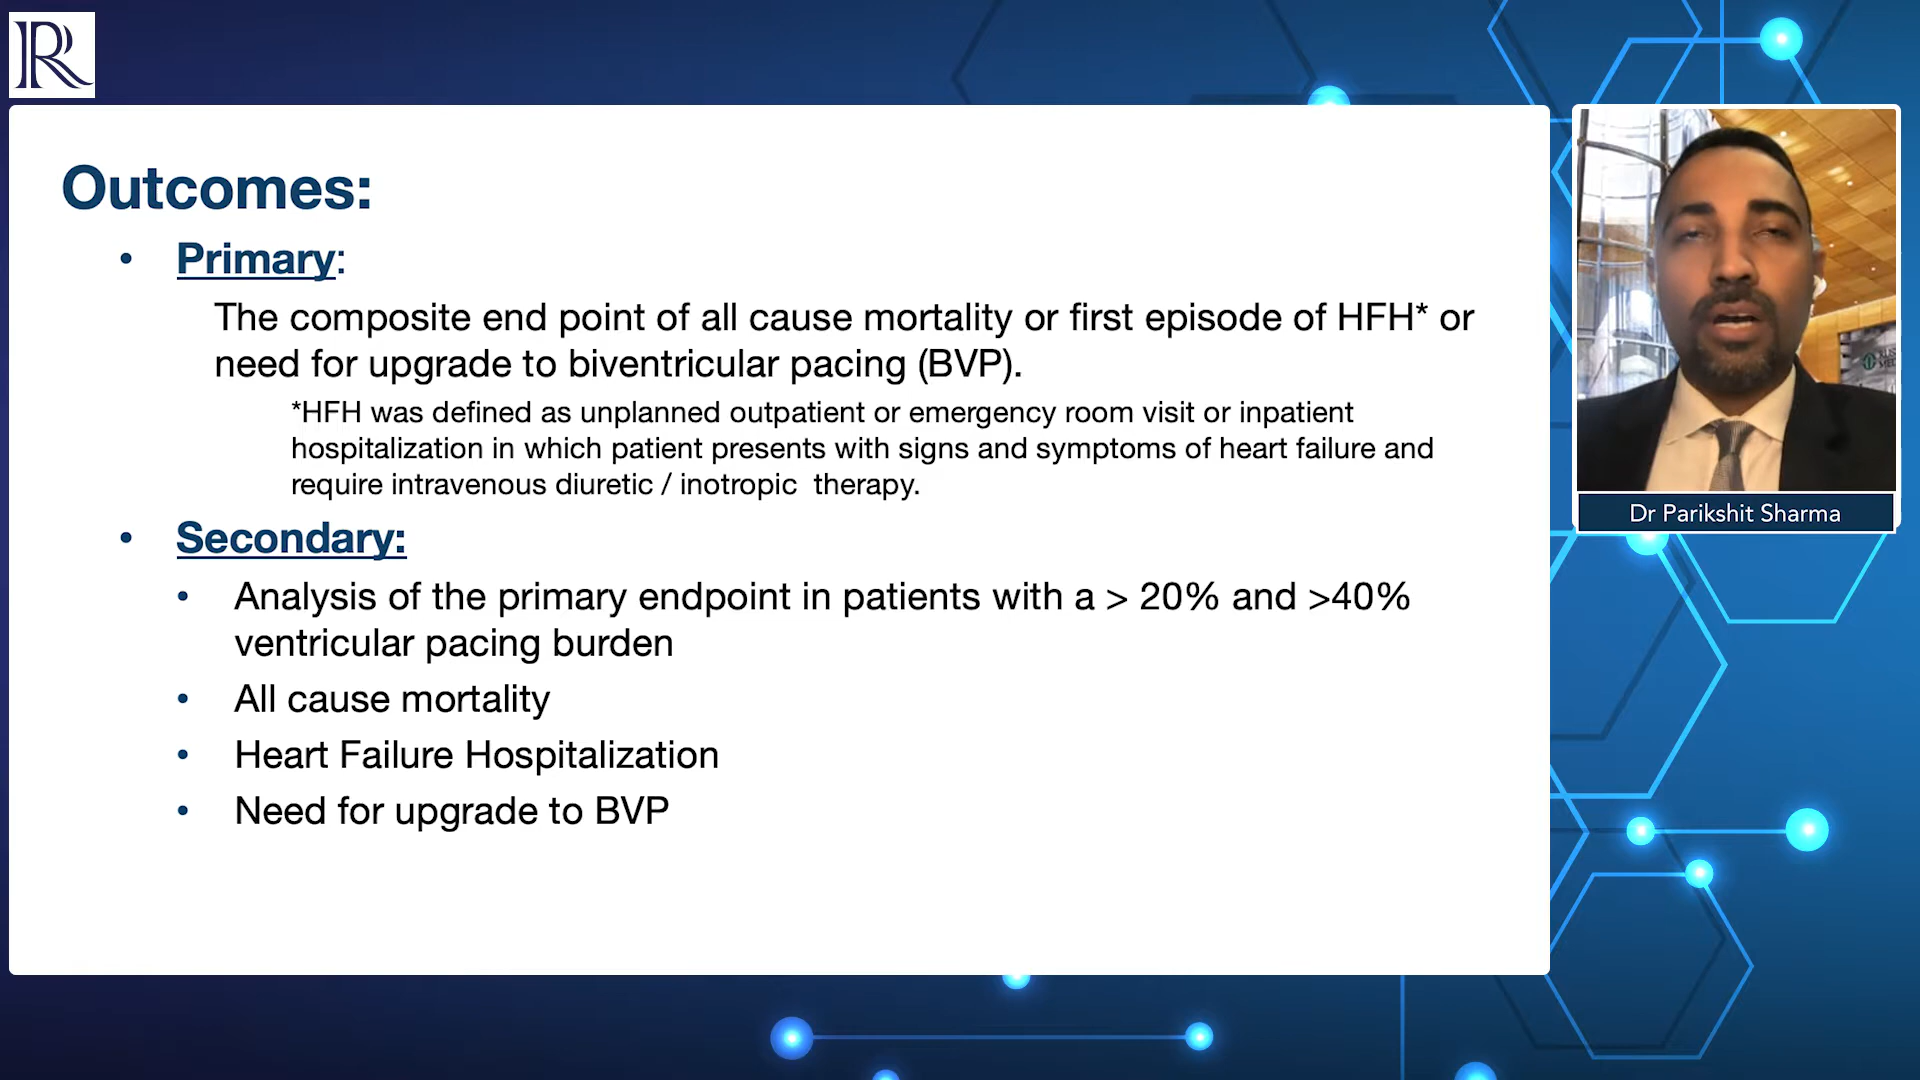 R
Outcomes:
• Primary:
The composite end point of all cause mortality or first episode of HFH* or
need for upgrade to biventricular pacing (BVP).
*HFH was defined as unplanned outpatient or emergency room visit or inpatient
hospitalization in which patient presents with signs and symptoms of heart failure and
require intravenous diuretic / inotropic therapy.
• Secondary:
• Analysis of the primary endpoint in patients with a > 20% and >40%
ventricular pacing burden
• All cause mortality
• Heart Failure Hospitalization
• Need for upgrade to BVP
Dr Parikshit Sharma